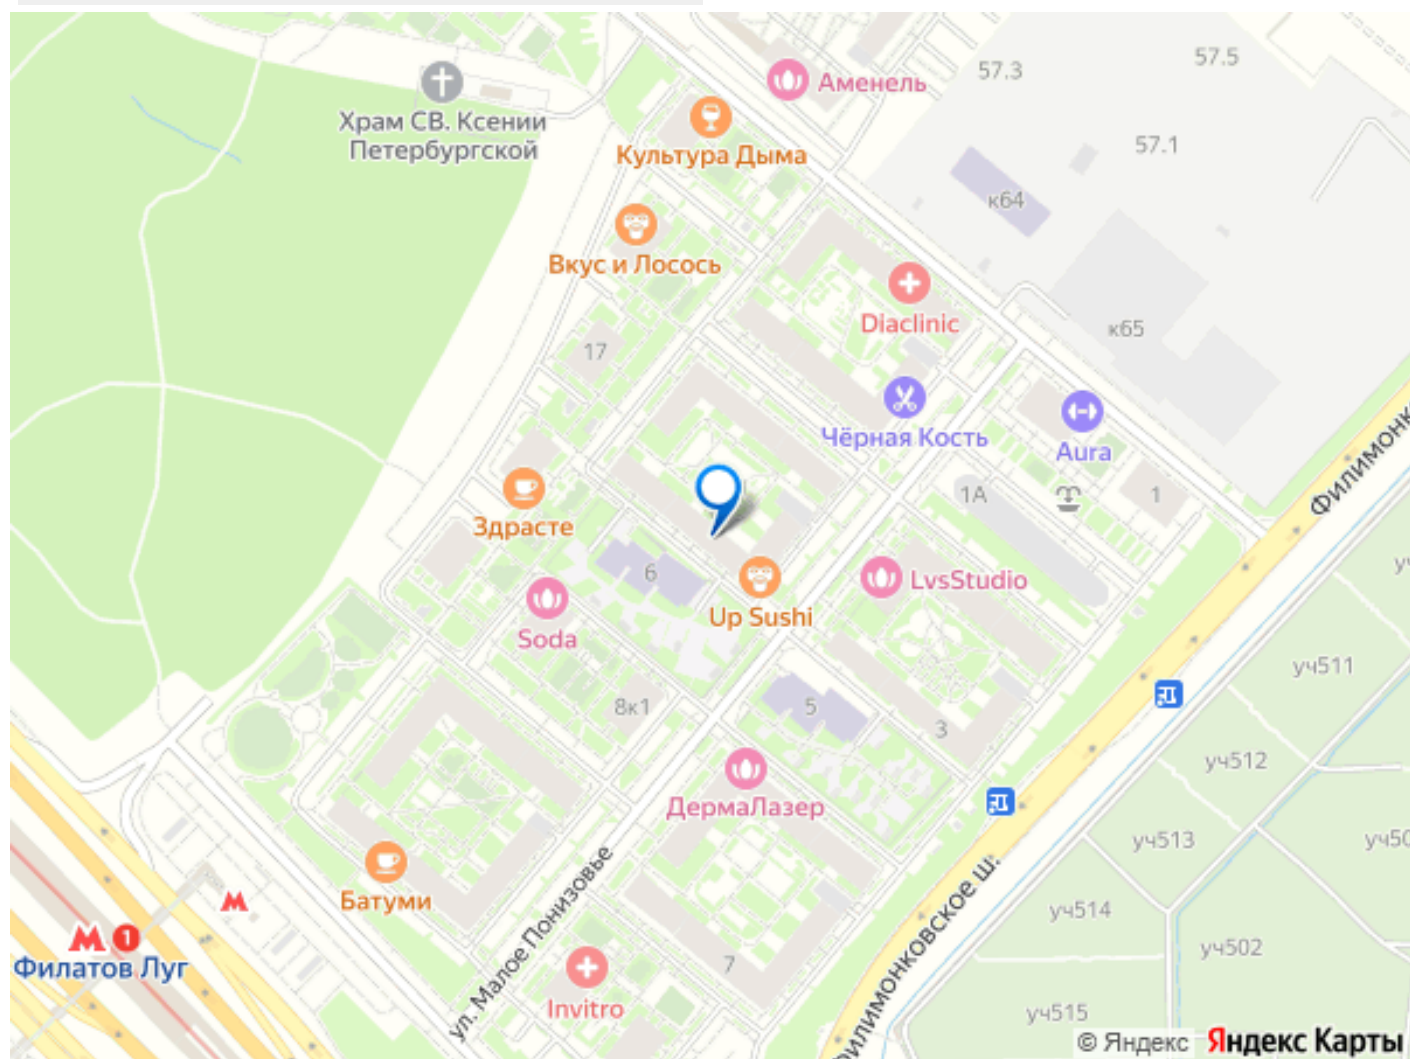 57.5
57.3
Аменель
Храм СВ. Ксении
Петербургской
Культура Дыма
57.1
к64
Вкус и Лосось
Diaclinic
к65
17
Чёрная Кость
Aura
1А
1
Здрасте
6
LvsStudio
Up Sushi
Soda
уч511
8к1
5
3
уч512
ДермаЛазер
уч513
Батуми
ул. Малое Понизовье
Филимонковское ш.
уч514
М 1
М
Филатов Луг
уч502
7
Invitro
уч515
© Яндекс Яндекс Карты